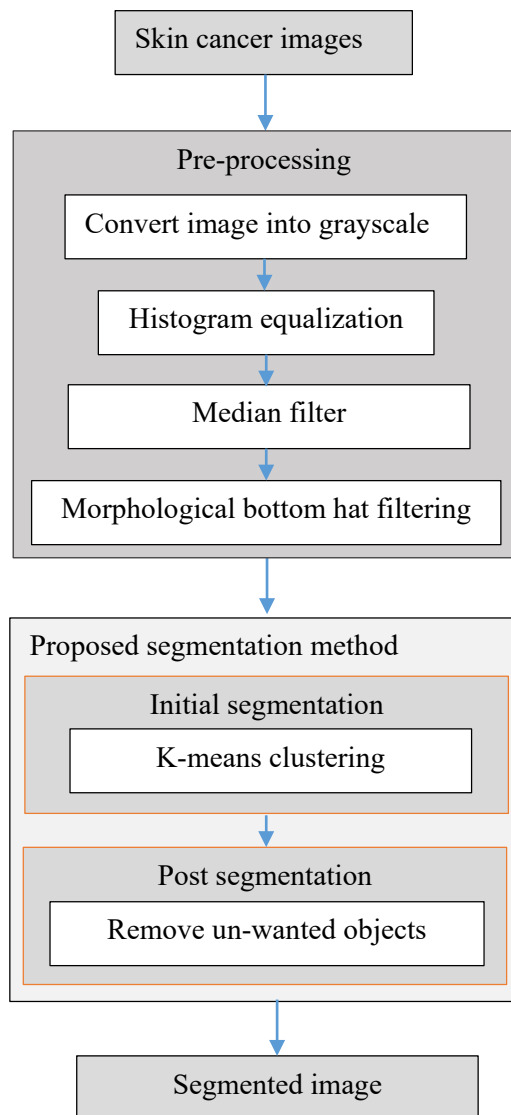 Skin cancer images
Pre-processing
Convert image into grayscale
Histogram equalization
Median filter
Morphological bottom hat filtering
Proposed segmentation method
Initial segmentation
K-means clustering
Post segmentation
Remove un-wanted objects
Segmented image